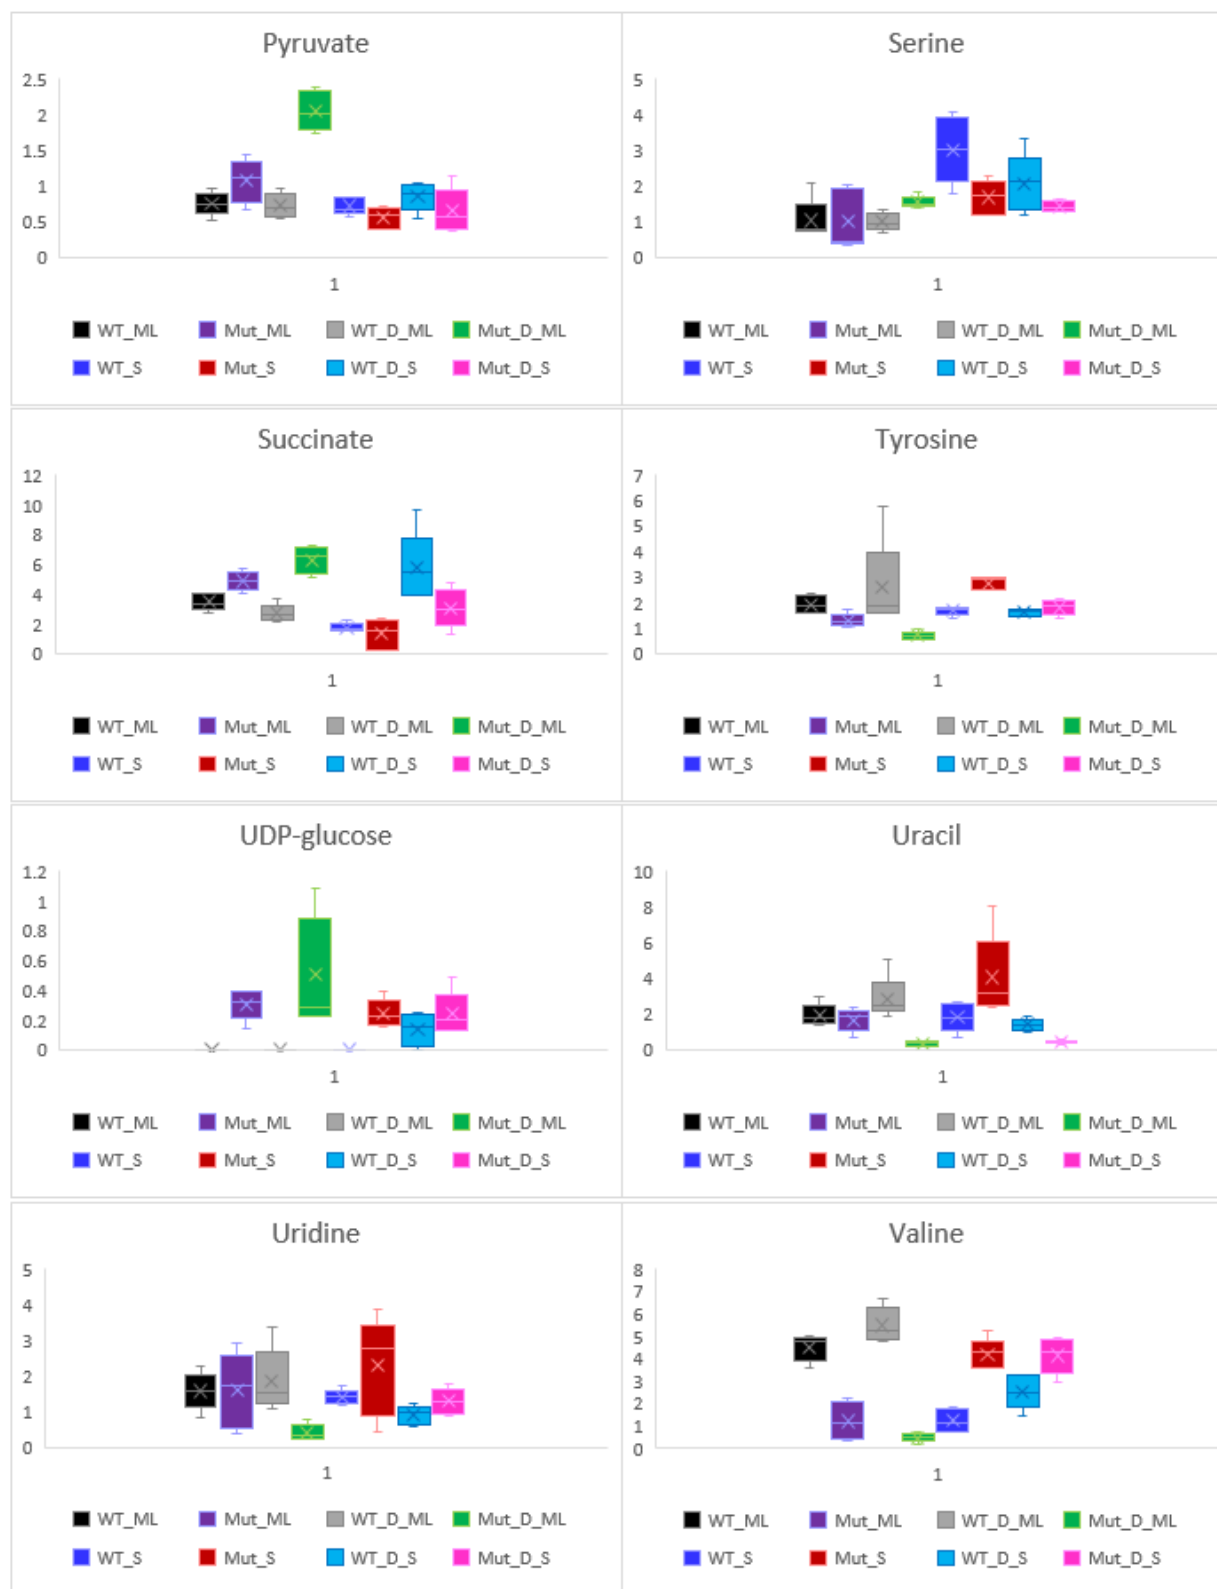 Pyruvate
2.5
2
1.5
1
0.5
0
1
WT_ML Mut_ML WT_D_ML Mut_D_ML
WT_S Mut_S WT_D_S Mut_D_S
Serine
5
4
3
2
1
0
1
WT_ML Mut_ML WT_D_ML Mut_D_ML
WT_S Mut_S WT_D_S Mut_D_S
Succinate
12
10
8
6
4
2
0
1
WT_ML Mut_ML WT_D_ML Mut_D_ML
WT_S Mut_S WT_D_S Mut_D_S
Tyrosine
7
6
5
4
3
2
1
0
1
WT_ML Mut_ML WT_D_ML Mut_D_ML
WT_S Mut_S WT_D_S Mut_D_S
UDP-glucose
1.2
1
0.8
0.6
0.4
0.2
0
1
WT_ML Mut_ML WT_D_ML Mut_D_ML
WT_S Mut_S WT_D_S Mut_D_S
Uracil
10
8
6
4
2
0
1
WT_ML Mut_ML WT_D_ML Mut_D_ML
WT_S Mut_S WT_D_S Mut_D_S
Uridine
5
4
3
2
1
0
1
WT_ML Mut_ML WT_D_ML Mut_D_ML
WT_S Mut_S WT_D_S Mut_D_S
Valine
8
7
6
5
4
3
2
1
0
1
WT_ML Mut_ML WT_D_ML Mut_D_ML
WT_S Mut_S WT_D_S Mut_D_S